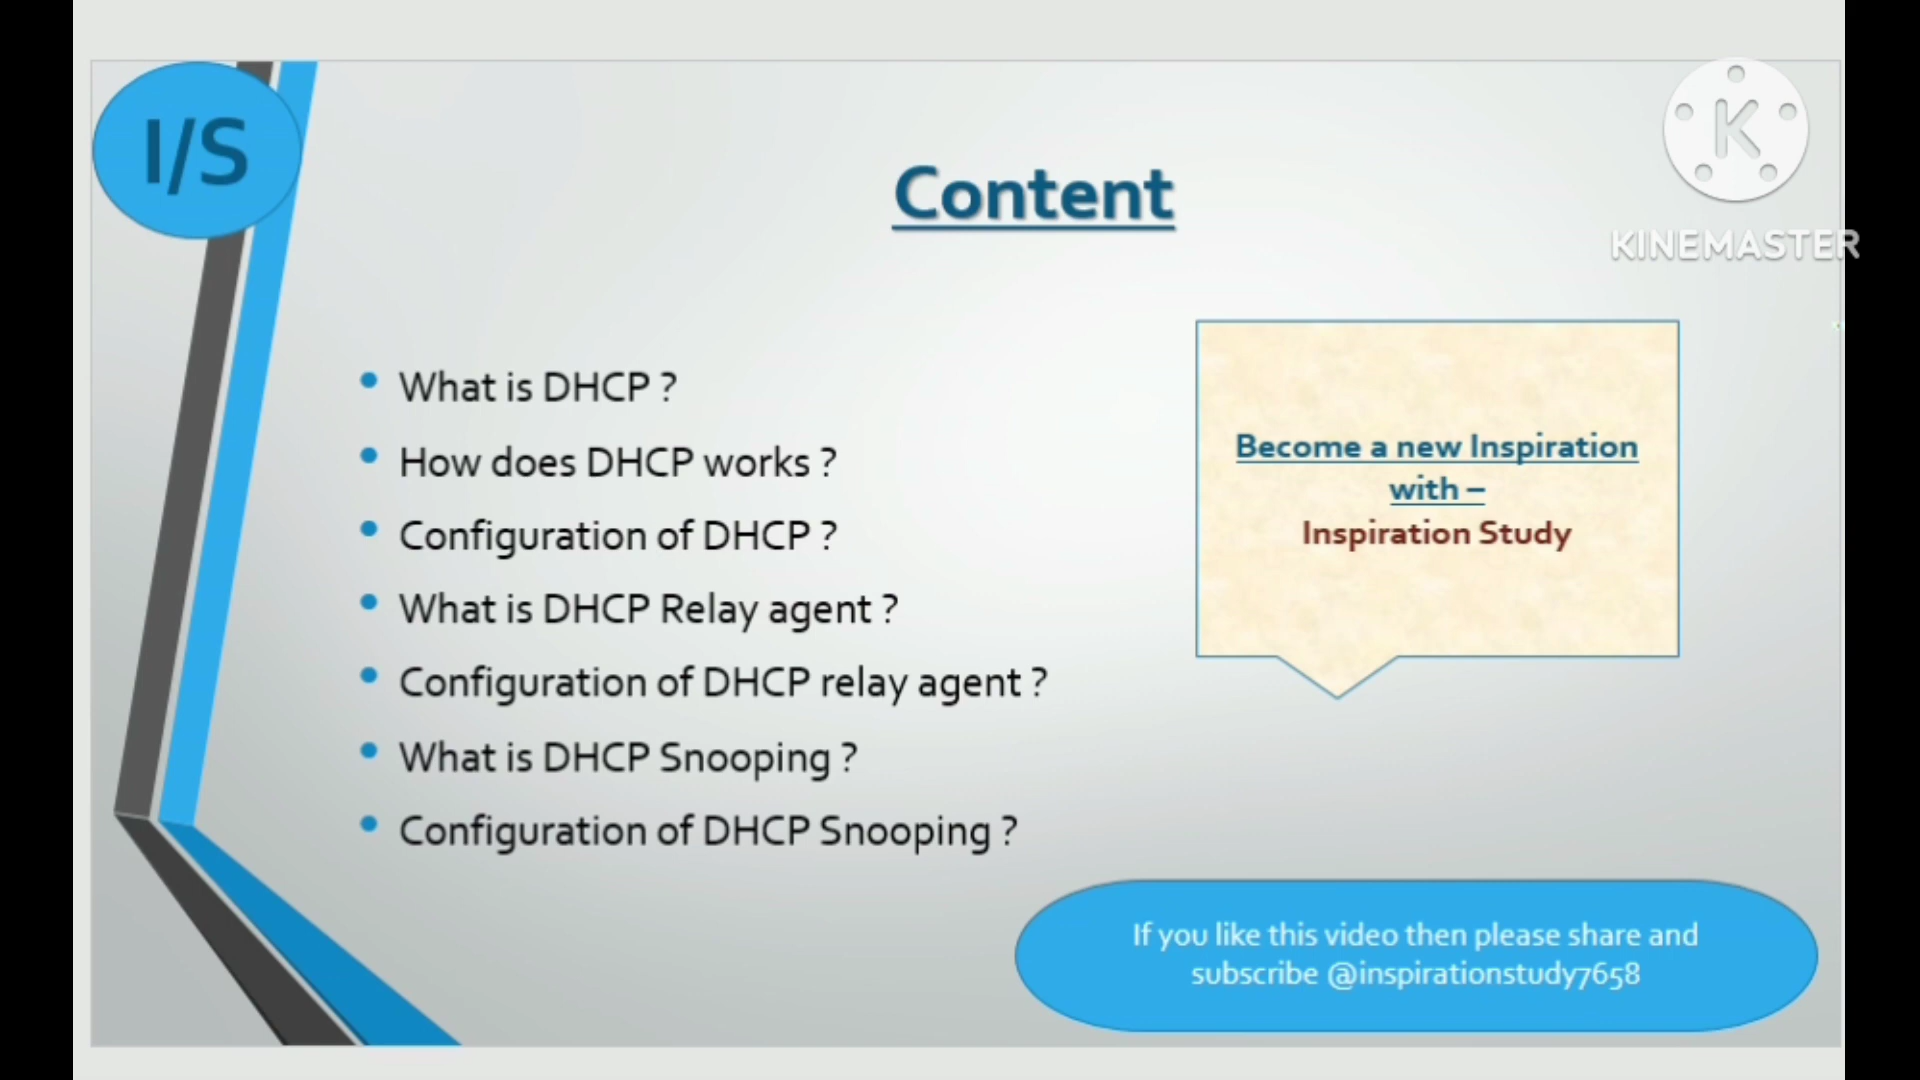 I/S
Content
K
KINEMASTER
What is DHCP ?
How does DHCP works ?
Configuration of DHCP ?
What is DHCP Relay agent ?
Configuration of DHCP relay agent ?
What is DHCP Snooping ?
Configuration of DHCP Snooping ?
Become a new Inspiration
with –
Inspiration Study
If you like this video then please share and
subscribe @inspirationstudy7658